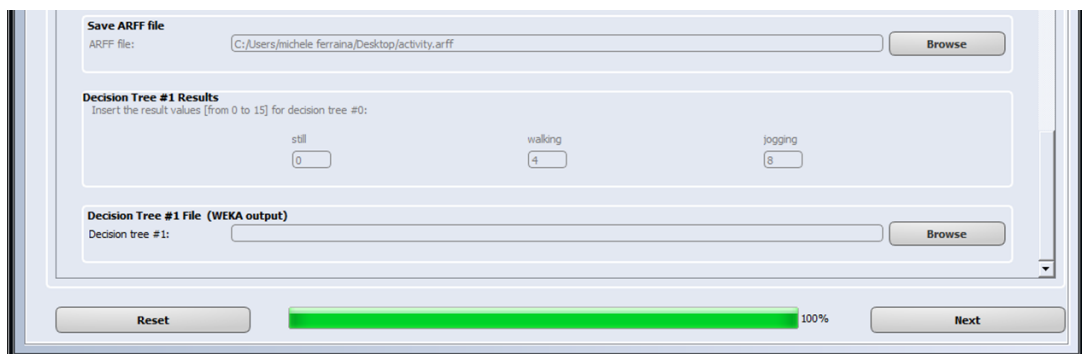 Save ARFF file
ARFF file: C:/Users/michele ferraina/Desktop/activity.arff Browse
Decision Tree #1 Results
Insert the result values [from 0 to 15] for decision tree #0:
still walking jogging
0 4 8
Decision Tree #1 File (WEKA output)
Decision tree #1: Browse
Reset 100% Next